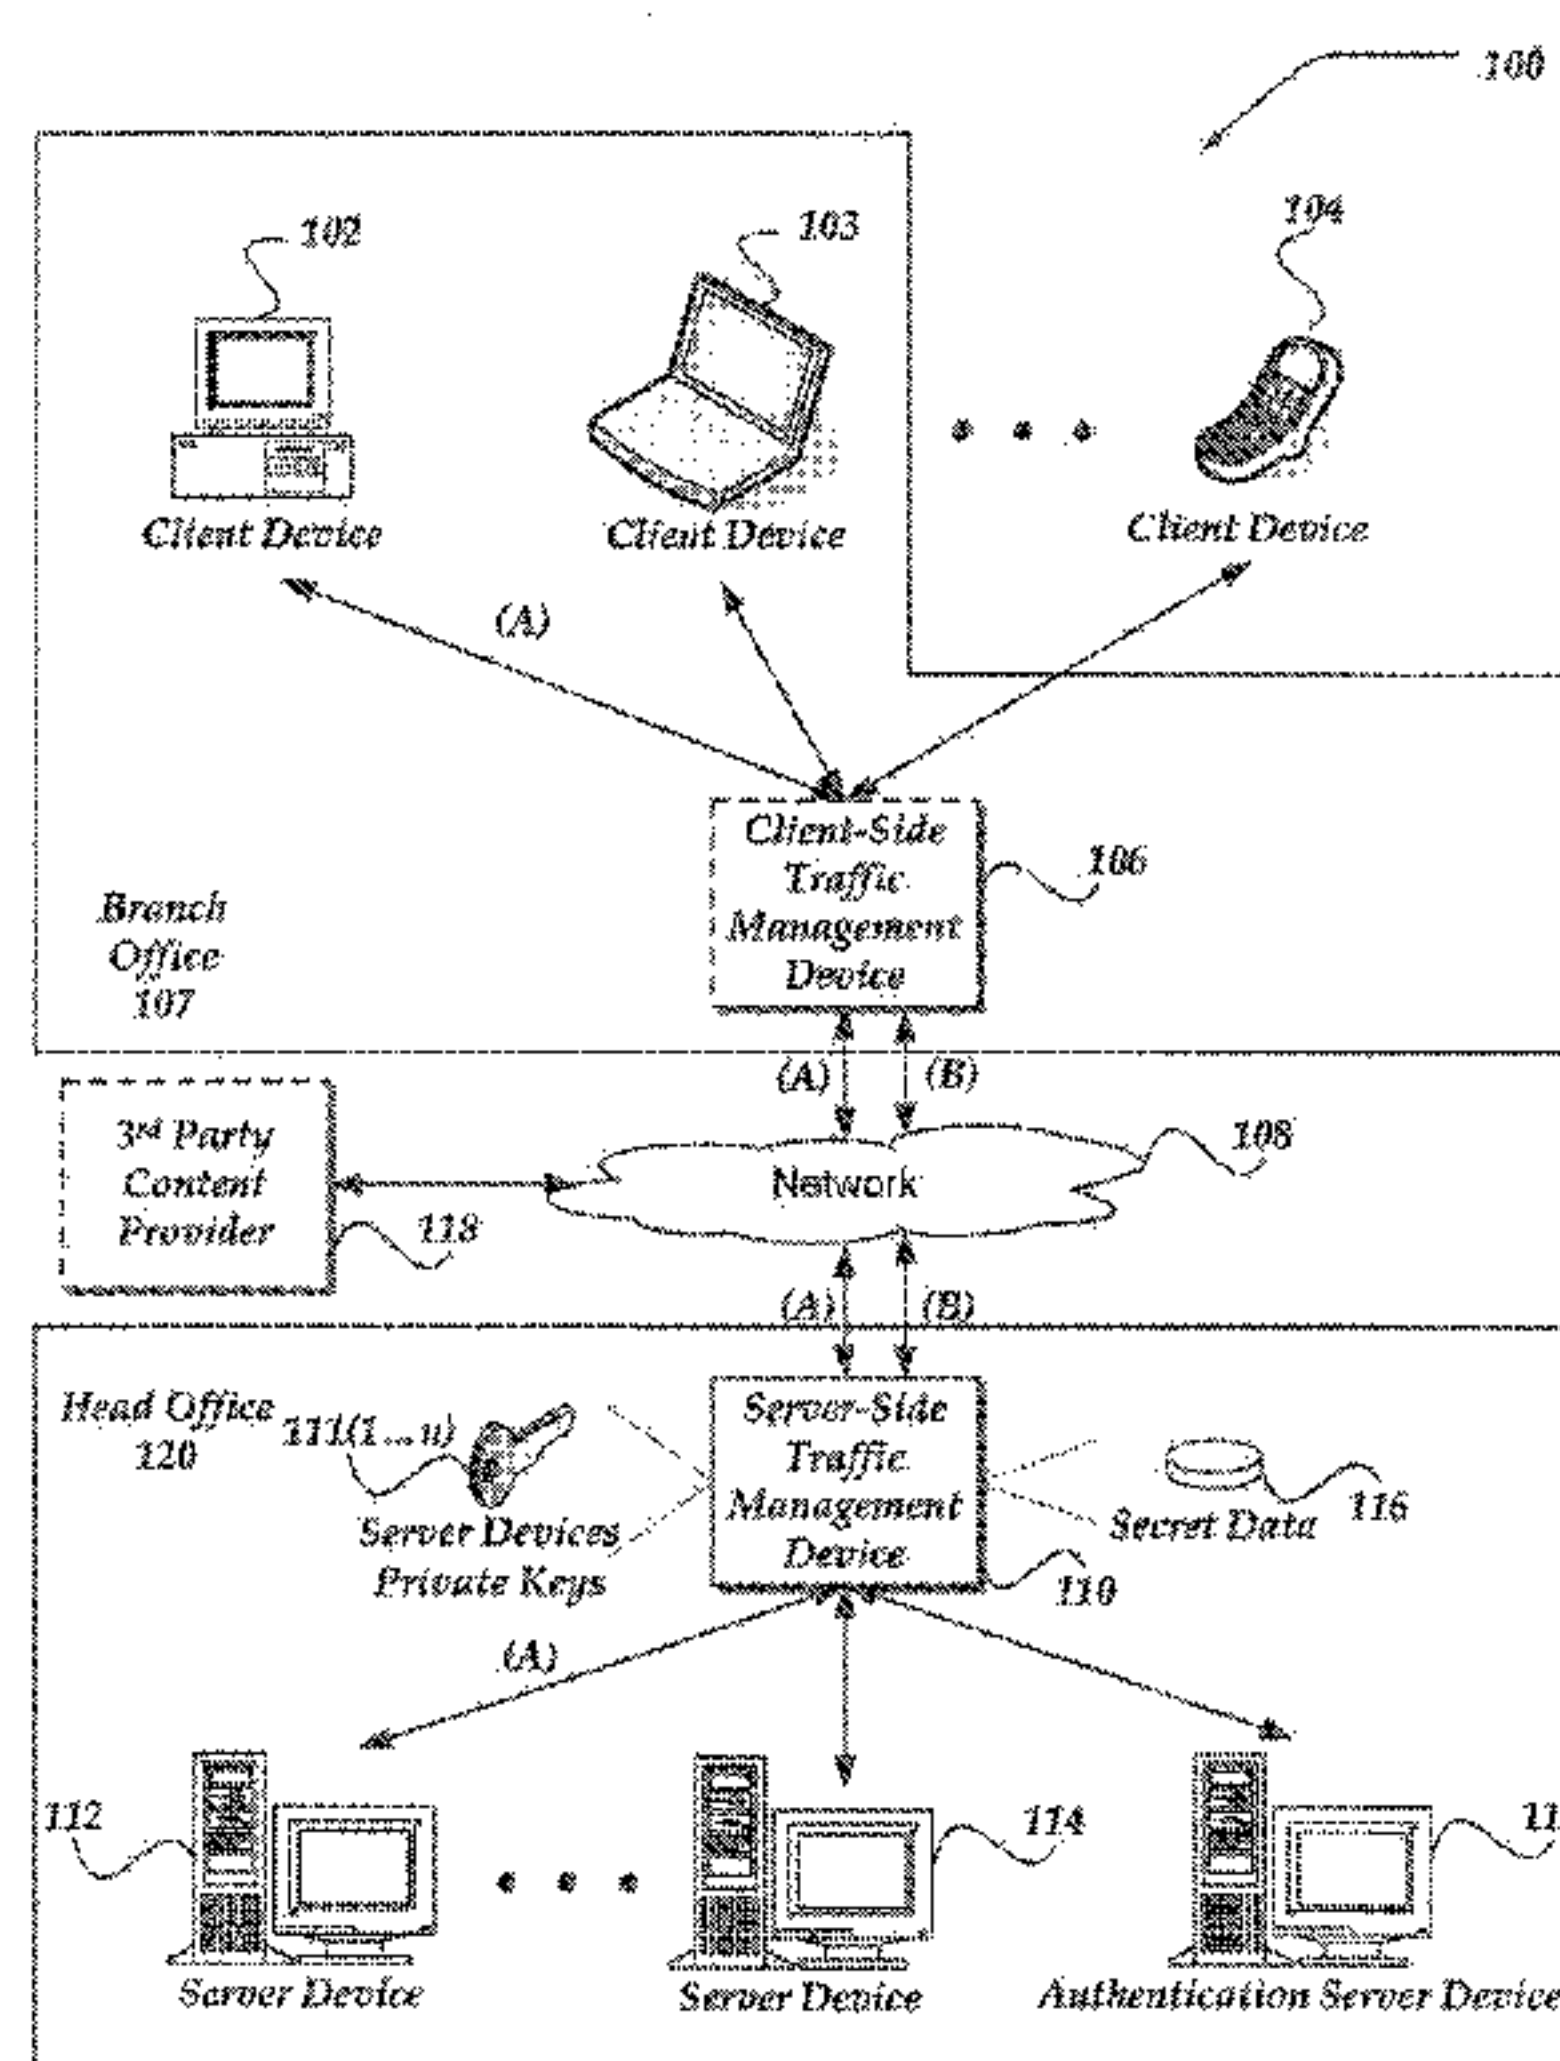 100
102
103
104
Client Device
Client Device
Client Device
(A)
Client-Side
Traffic
Management
Device
106
Branch
Office
107
(A)
(B)
3rd Party
Content
Provider
118
Network
108
(A)
(B)
Head Office
120
111(1...n)
Server Devices
Private Keys
Server-Side
Traffic
Management
Device
110
116
Secret Data
(A)
112
114
Server Device
Server Device
Authentication Server Device